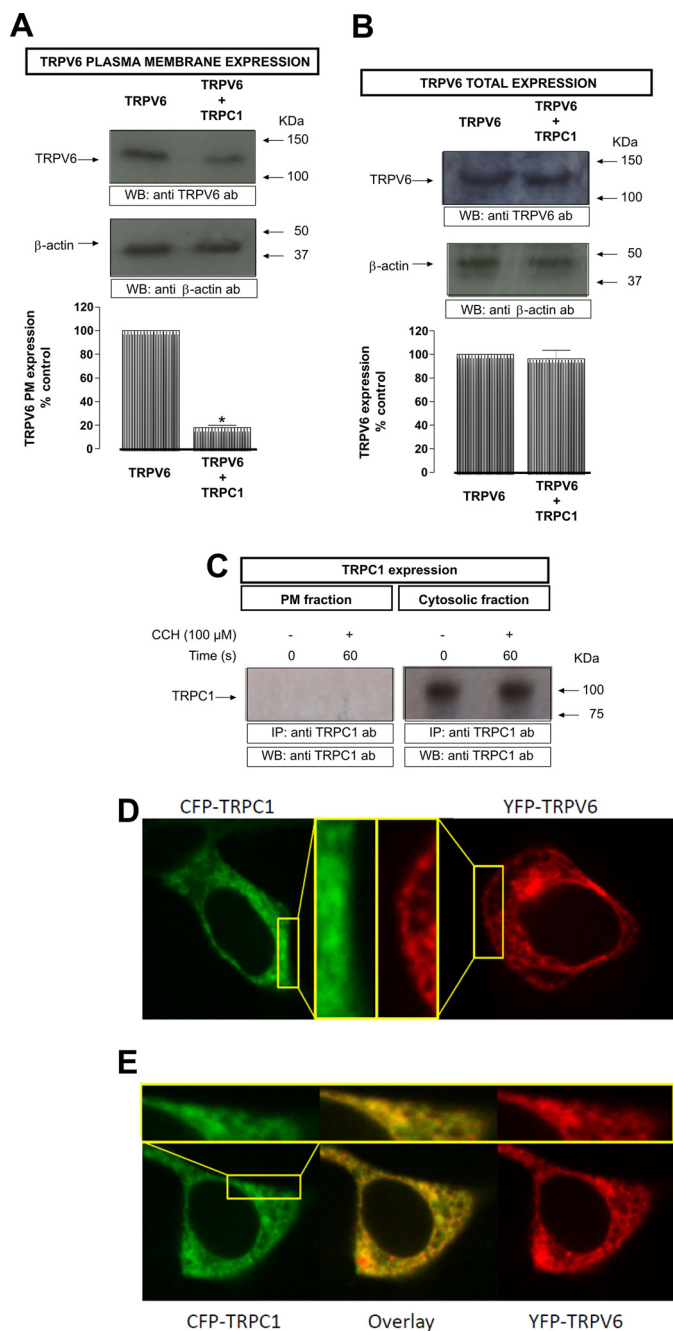 A
TRPV6 PLASMA MEMBRANE EXPRESSION
TRPV6
TRPV6
+
TRPC1
KDa
TRPV6
150
100
WB: anti TRPV6 ab
β-actin
50
37
WB: anti β-actin ab
TRPV6 PM expression
% control
120
100
80
60
40
20
0
*
TRPV6
TRPV6
+
TRPC1
B
TRPV6 TOTAL EXPRESSION
TRPV6
TRPV6
+
TRPC1
KDa
TRPV6
150
100
WB: anti TRPV6 ab
β-actin
50
37
WB: anti β-actin ab
TRPV6 expression
% control
120
100
80
60
40
20
0
TRPV6
TRPV6
+
TRPC1
C
TRPC1 expression
PM fraction Cytosolic fraction
CCH (100 µM) - + - +
Time (s) 0 60 0 60 KDa
TRPC1
100
75
IP: anti TRPC1 ab IP: anti TRPC1 ab
WB: anti TRPC1 ab WB: anti TRPC1 ab
D
CFP-TRPC1 YFP-TRPV6
E
CFP-TRPC1 Overlay YFP-TRPV6